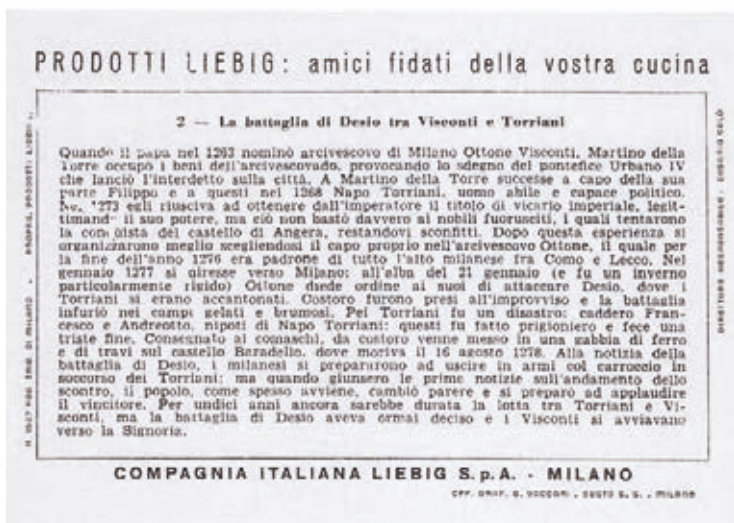 PRODOTTI LIEBIG: amici fidati della vostra cucina
2 — La battaglia di Desio tra Visconti e Torriani
Quando il papa nel 1263 nominò arcivescovo di Milano Ottone Visconti, Martino della
Torre occupò i beni dell'arcivescovado, provocando lo sdegno del pontefice Urbano IV
che lanciò l'interdetto sulla città. A Martino della Torre successe a capo della sua
parte Filippo e a questi nel 1268 Napo Torriani, uomo abile e capace politico.
1273 egli riusciva ad ottenere dall'imperatore il titolo di vicario imperiale, legit-
timando il suo potere, ma ciò non bastò davvero ai nobili fuorusciti, i quali tentarono
la conquista del castello di Angera, restandovi sconfitti. Dopo questa esperienza si
organizzarono meglio scegliendosi il capo proprio nell'arcivescovo Ottone, il quale per
la fine dell'anno 1276 era padrone di tutto l'alto milanese fra Como e Lecco. Nel
gennaio 1277 si diresse verso Milano: all'alba del 21 gennaio (e fu un inverno
particolarmente rigido) Ottone diede ordine ai suoi di attaccare Desio, dove i
Torriani si erano accantonati. Costoro furono presi all'improvviso e la battaglia
infuriò nei campi gelati e brumosi. Pei Torriani fu un disastro: caddero Fran-
cesco e Andreotto, nipoti di Napo Torriani: questi fu fatto prigioniero e fece una
triste fine. Consegnato ai comaschi, da costoro venne messo in una gabbia di ferro
e di travi sul castello Baradello, dove moriva il 16 agosto 1278. Alla notizia della
battaglia di Desio, i milanesi si prepararono ad uscire in armi col carroccio in
soccorso dei Torriani: ma quando giunsero le prime notizie sull'andamento dello
scontro, il popolo, come spesso avviene, cambiò parere e si preparò ad applaudire
il vincitore. Per undici anni ancora sarebbe durata la lotta tra Torriani e Vi-
sconti, ma la battaglia di Desio aveva ormai deciso e i Visconti si avviavano
verso la Signoria.
COMPAGNIA ITALIANA LIEBIG S.p.A. - MILANO
DIRETTORE RESPONSABILE